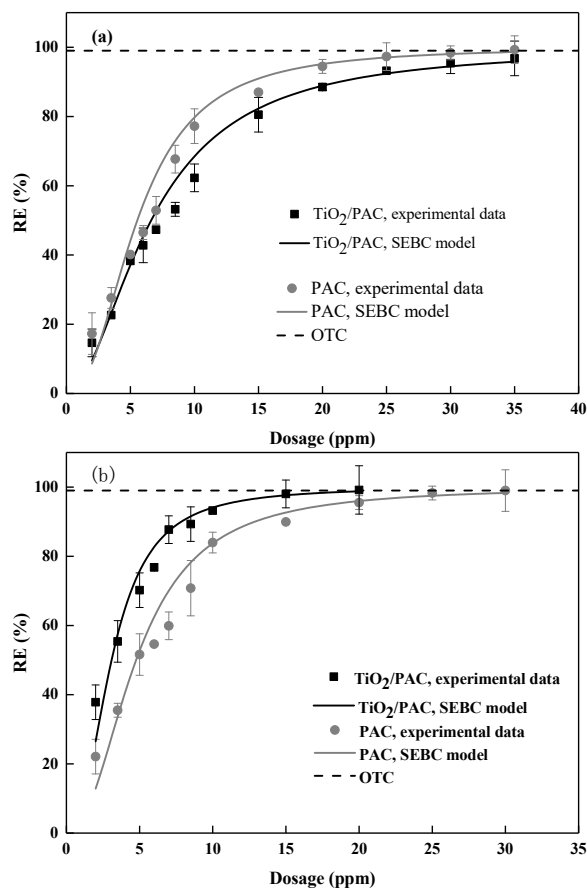 (a)
RE (%)
100
80
60
40
20
0
TiO2/PAC, experimental data
TiO2/PAC, SEBC model
PAC, experimental data
PAC, SEBC model
OTC
0 5 10 15 20 25 30 35 40
Dosage (ppm)
(b)
RE (%)
100
80
60
40
20
0
TiO2/PAC, experimental data
TiO2/PAC, SEBC model
PAC, experimental data
PAC, SEBC model
OTC
0 5 10 15 20 25 30 35
Dosage (ppm)